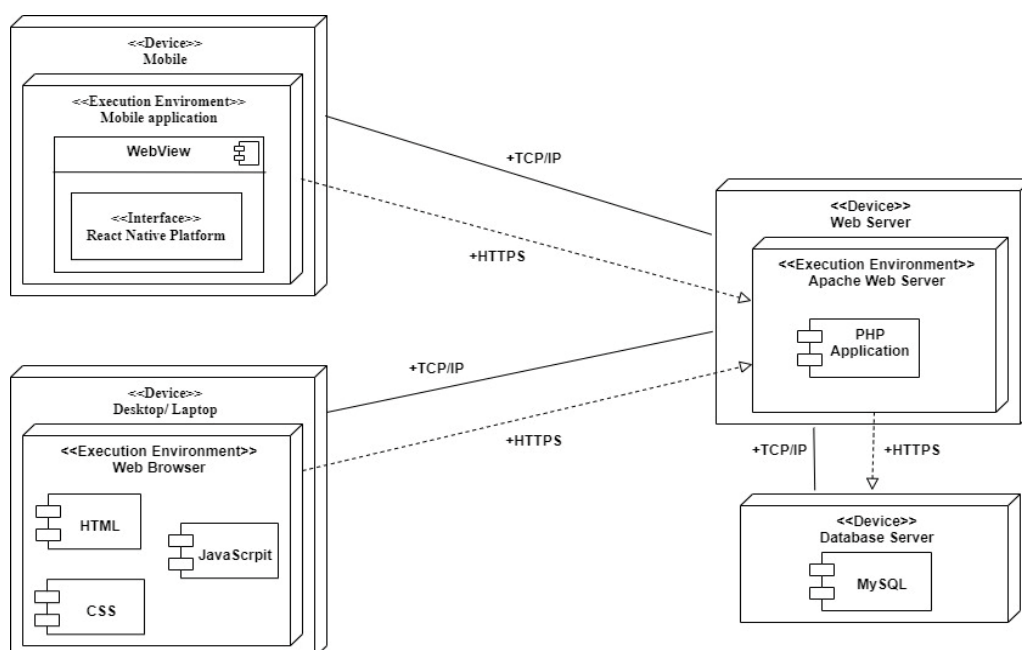 <<Device>>
Mobile
<<Execution Enviroment>>
Mobile application
WebView
<<Interface>>
React Native Platform
+TCP/IP
+HTTPS
<<Device>>
Web Server
<<Execution Environment>>
Apache Web Server
PHP
Application
<<Device>>
Desktop/ Laptop
<<Execution Environment>>
Web Browser
HTML
JavaScrpit
CSS
+TCP/IP
+HTTPS
+TCP/IP
+HTTPS
<<Device>>
Database Server
MySQL